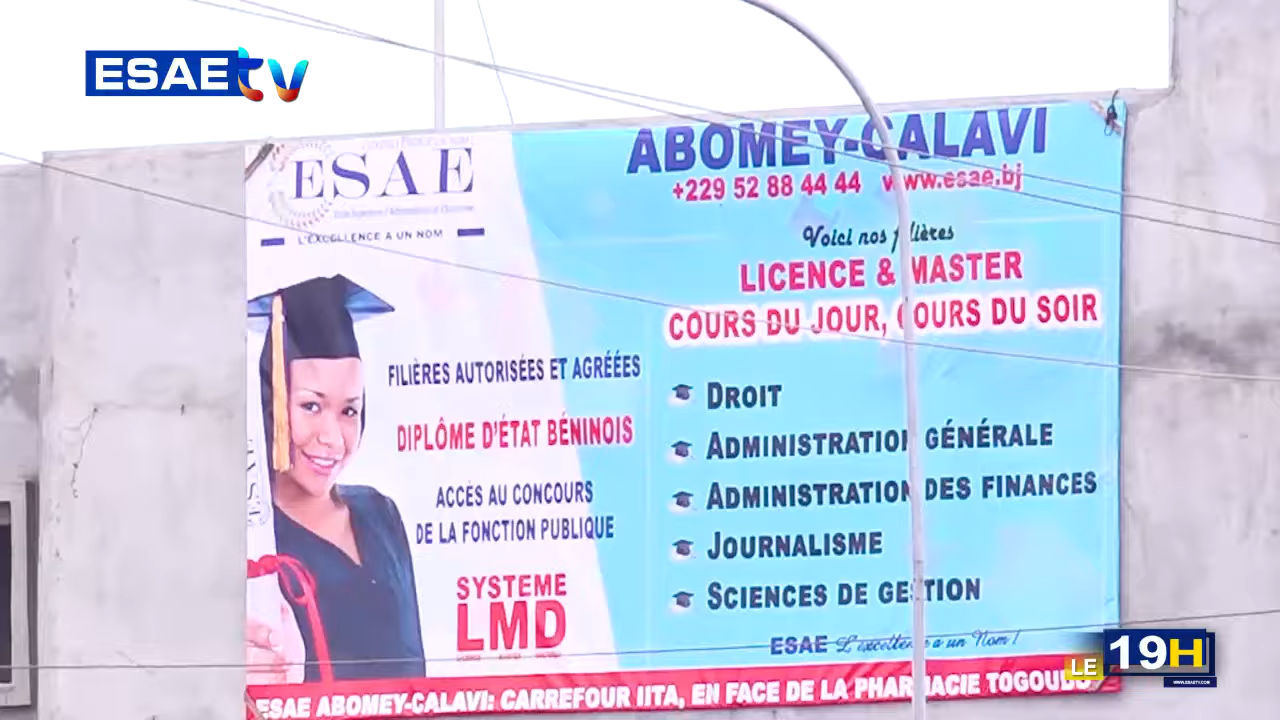 ESAEtv
ESAE
L'EXCELLENCE A UN NOM
ABOMEY-CALAVI
+229 52 88 44 44 www.esae.bj
Voici nos filières
LICENCE & MASTER
COURS DU JOUR, COURS DU SOIR
FILIÈRES AUTORISÉES ET AGRÉÉES
DIPLÔME D'ÉTAT BÉNINOIS
ACCÈS AU CONCOURS
DE LA FONCTION PUBLIQUE
SYSTEME
LMD
DROIT
ADMINISTRATION GÉNÉRALE
ADMINISTRATION DES FINANCES
JOURNALISME
SCIENCES DE GESTION
ESAE L'excellence a un Nom !
ESAE ABOMEY-CALAVI: CARREFOUR IITA, EN FACE DE LA PHARMACIE TOGOUDO
LE 19H
WWW.ESAETV.COM